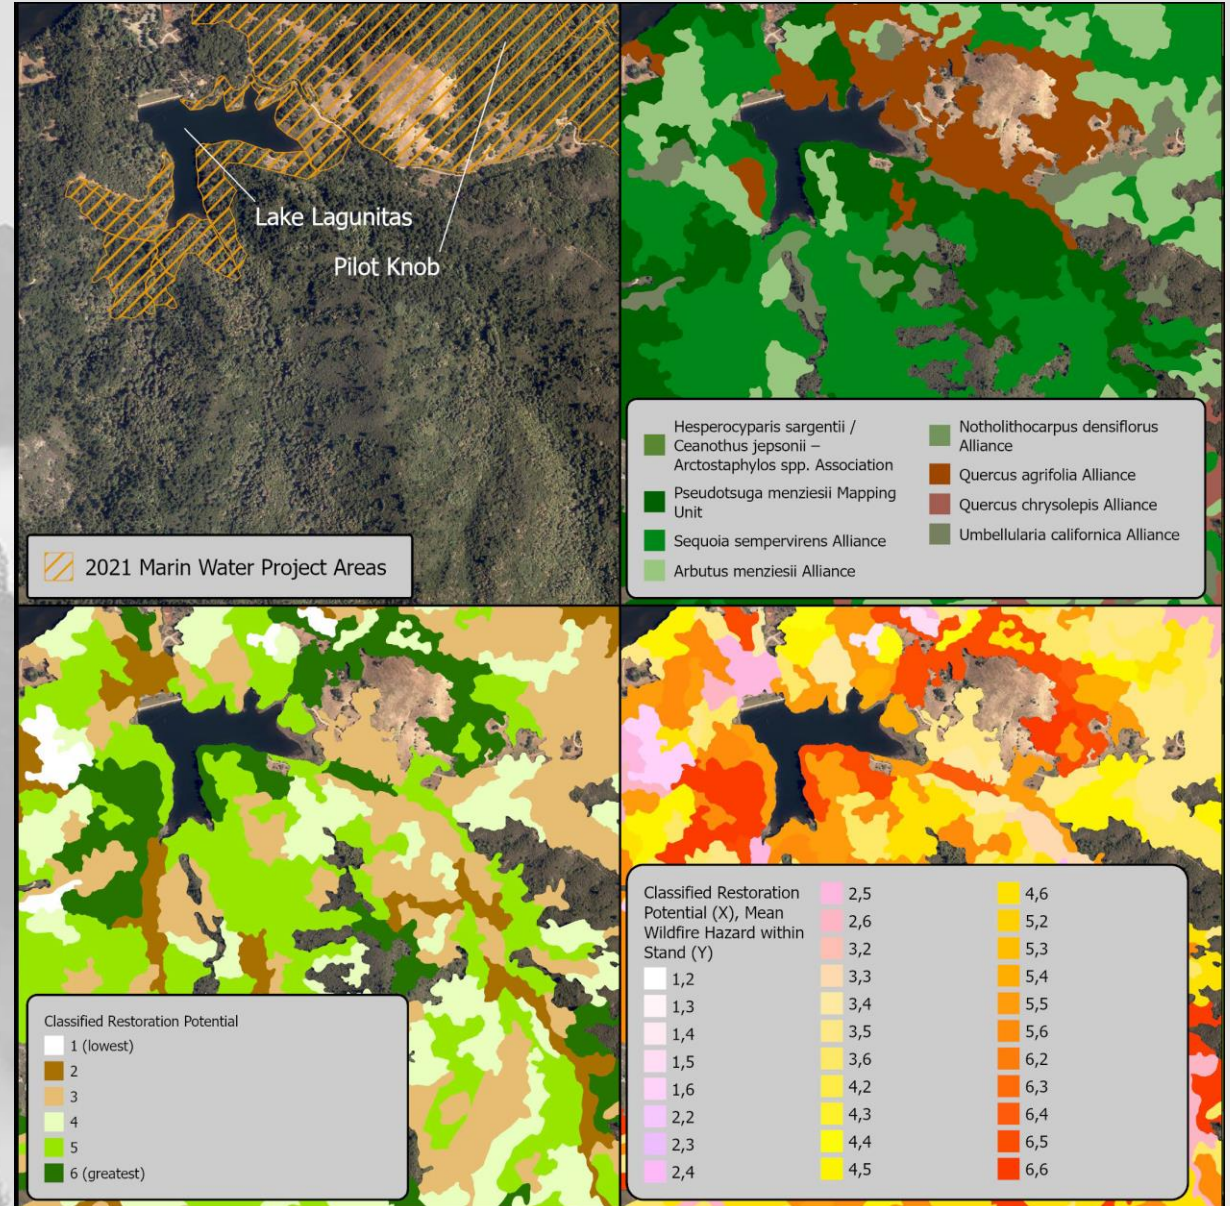 Lake Lagunitas
Pilot Knob
2021 Marin Water Project Areas
Hesperocyparis sargentii /
Ceanothus jepsonii –
Arctostaphylos spp. Association
Pseudotsuga menziesii Mapping
Unit
Sequoia sempervirens Alliance
Arbutus menziesii Alliance
Notholithocarpus densiflorus
Alliance
Quercus agrifolia Alliance
Quercus chrysolepis Alliance
Umbellularia californica Alliance
Classified Restoration Potential
1 (lowest)
2
3
4
5
6 (greatest)
Classified Restoration
Potential (X), Mean
Wildfire Hazard within
Stand (Y)
1,2
1,3
1,4
1,5
1,6
2,2
2,3
2,4
2,5
2,6
3,2
3,3
3,4
3,5
3,6
4,2
4,3
4,4
4,5
4,6
5,2
5,3
5,4
5,5
5,6
6,2
6,3
6,4
6,5
6,6